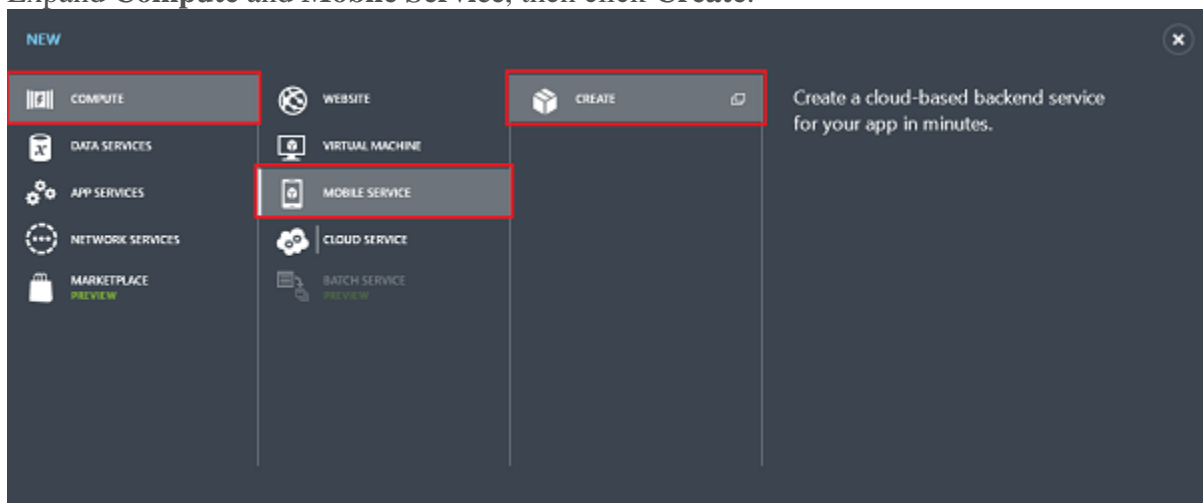 Expand Compute and Mobile Service, then click Create.
NEW
COMPUTE
DATA SERVICES
APP SERVICES
NETWORK SERVICES
MARKETPLACE
PREVIEW
WEBSITE
VIRTUAL MACHINE
MOBILE SERVICE
CLOUD SERVICE
BATCH SERVICE
PREVIEW
CREATE
Create a cloud-based backend service
for your app in minutes.